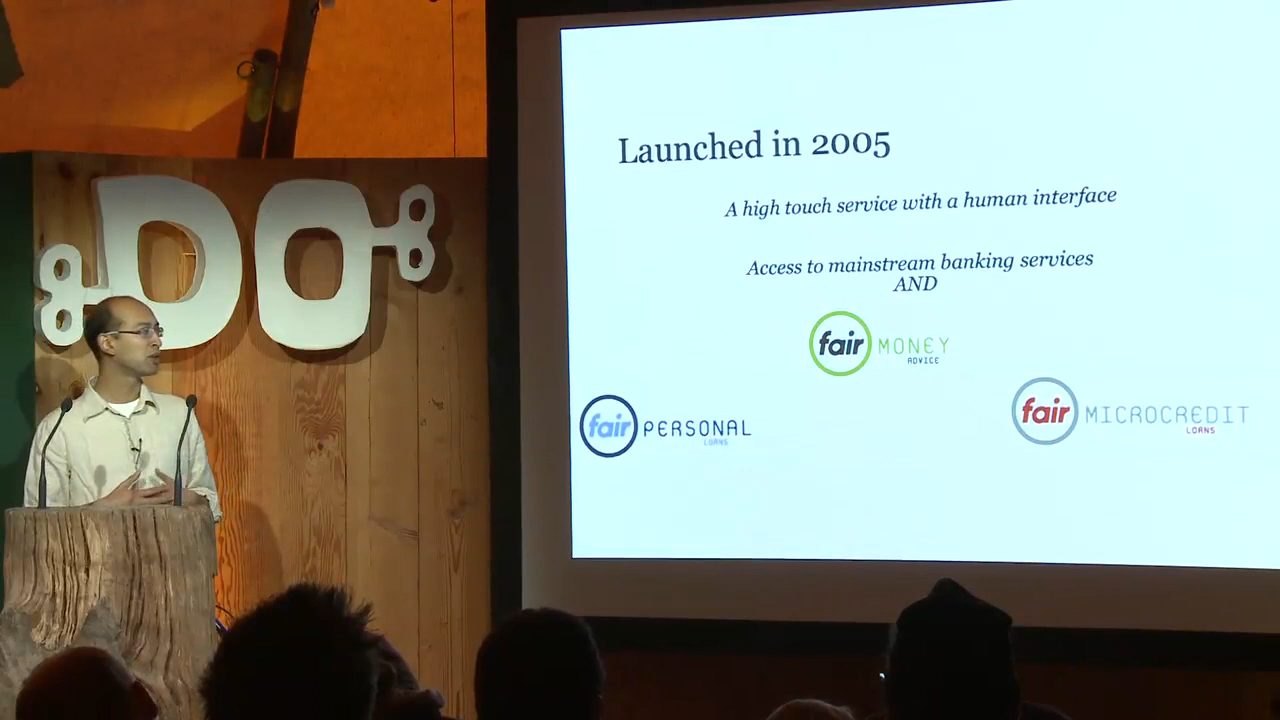 DO
Launched in 2005
A high touch service with a human interface
Access to mainstream banking services
AND
fair MONEY
ADVICE
fair PERSONAL
LOANS
fair MICROCREDIT
LOANS